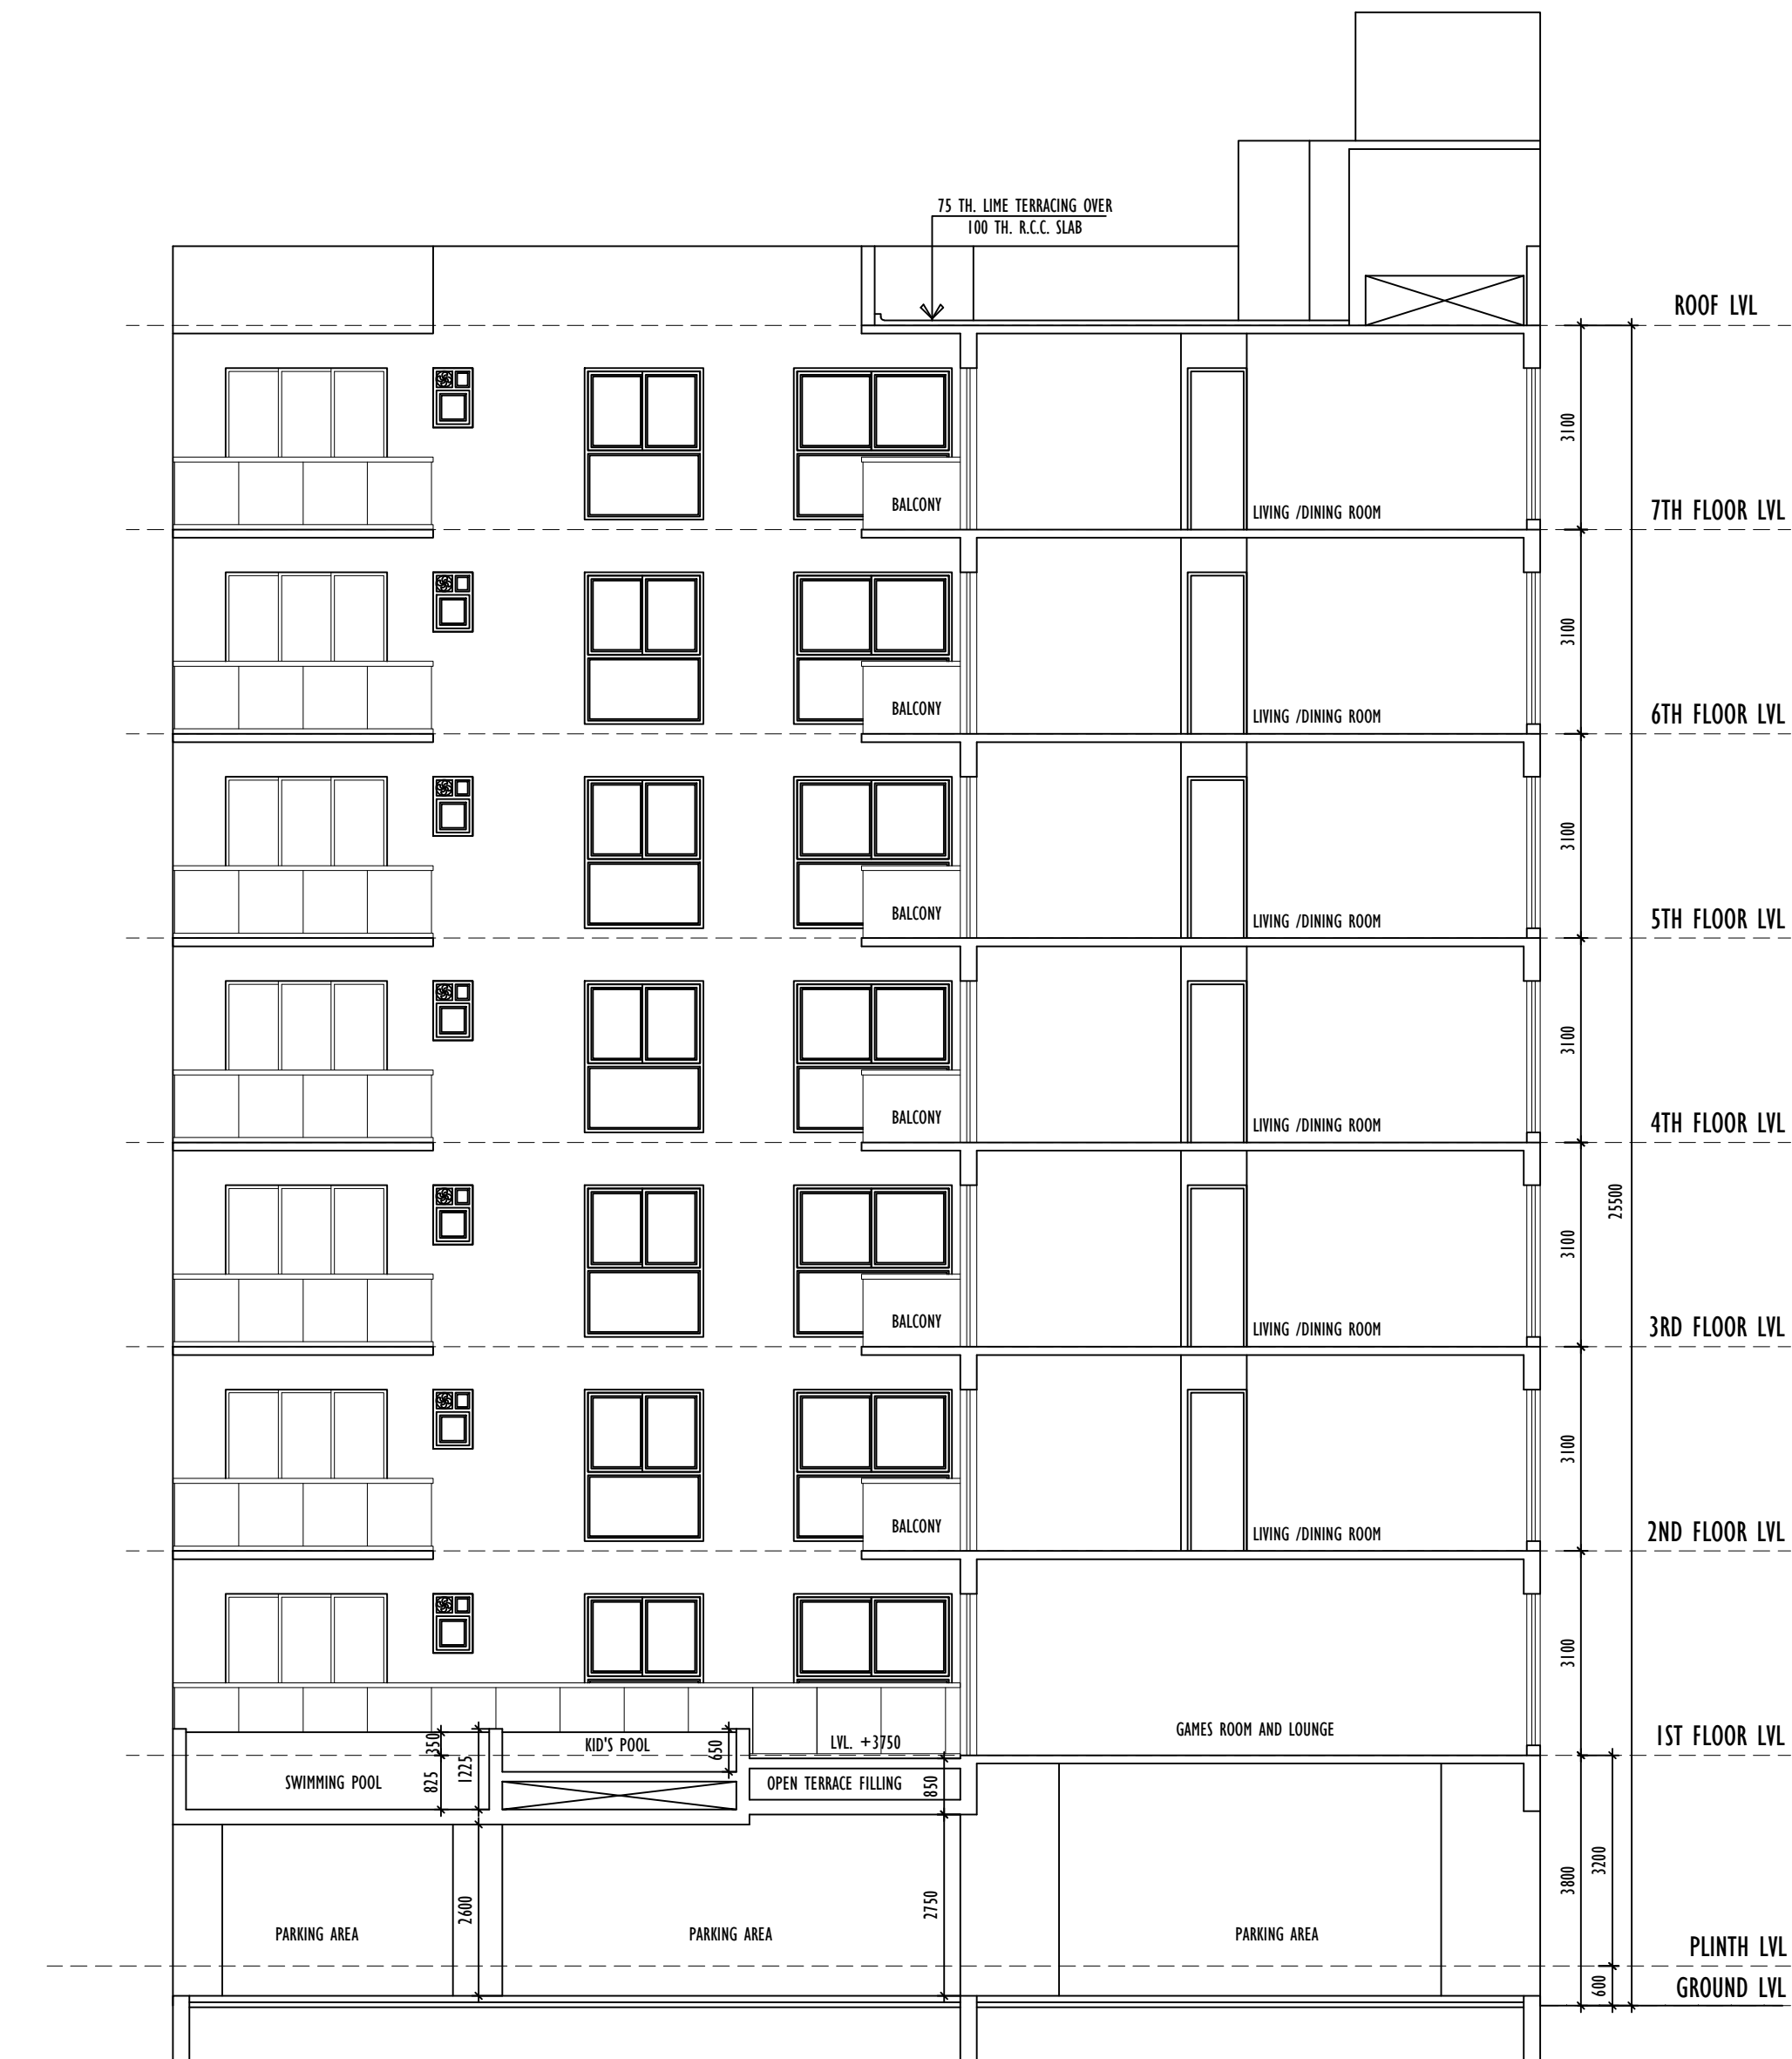 75 TH. LIME TERRACING OVER
100 TH. R.C.C. SLAB
ROOF LVL
3100
BALCONY
LIVING /DINING ROOM
7TH FLOOR LVL
3100
BALCONY
LIVING /DINING ROOM
6TH FLOOR LVL
3100
BALCONY
LIVING /DINING ROOM
5TH FLOOR LVL
3100
BALCONY
LIVING /DINING ROOM
4TH FLOOR LVL
25500
3100
BALCONY
LIVING /DINING ROOM
3RD FLOOR LVL
3100
BALCONY
LIVING /DINING ROOM
2ND FLOOR LVL
3100
GAMES ROOM AND LOUNGE
1ST FLOOR LVL
350
KID'S POOL
650
LVL. +3750
SWIMMING POOL
825
1225
OPEN TERRACE FILLING
850
3200
3800
2600
2750
PARKING AREA
PARKING AREA
PARKING AREA
PLINTH LVL
600
GROUND LVL